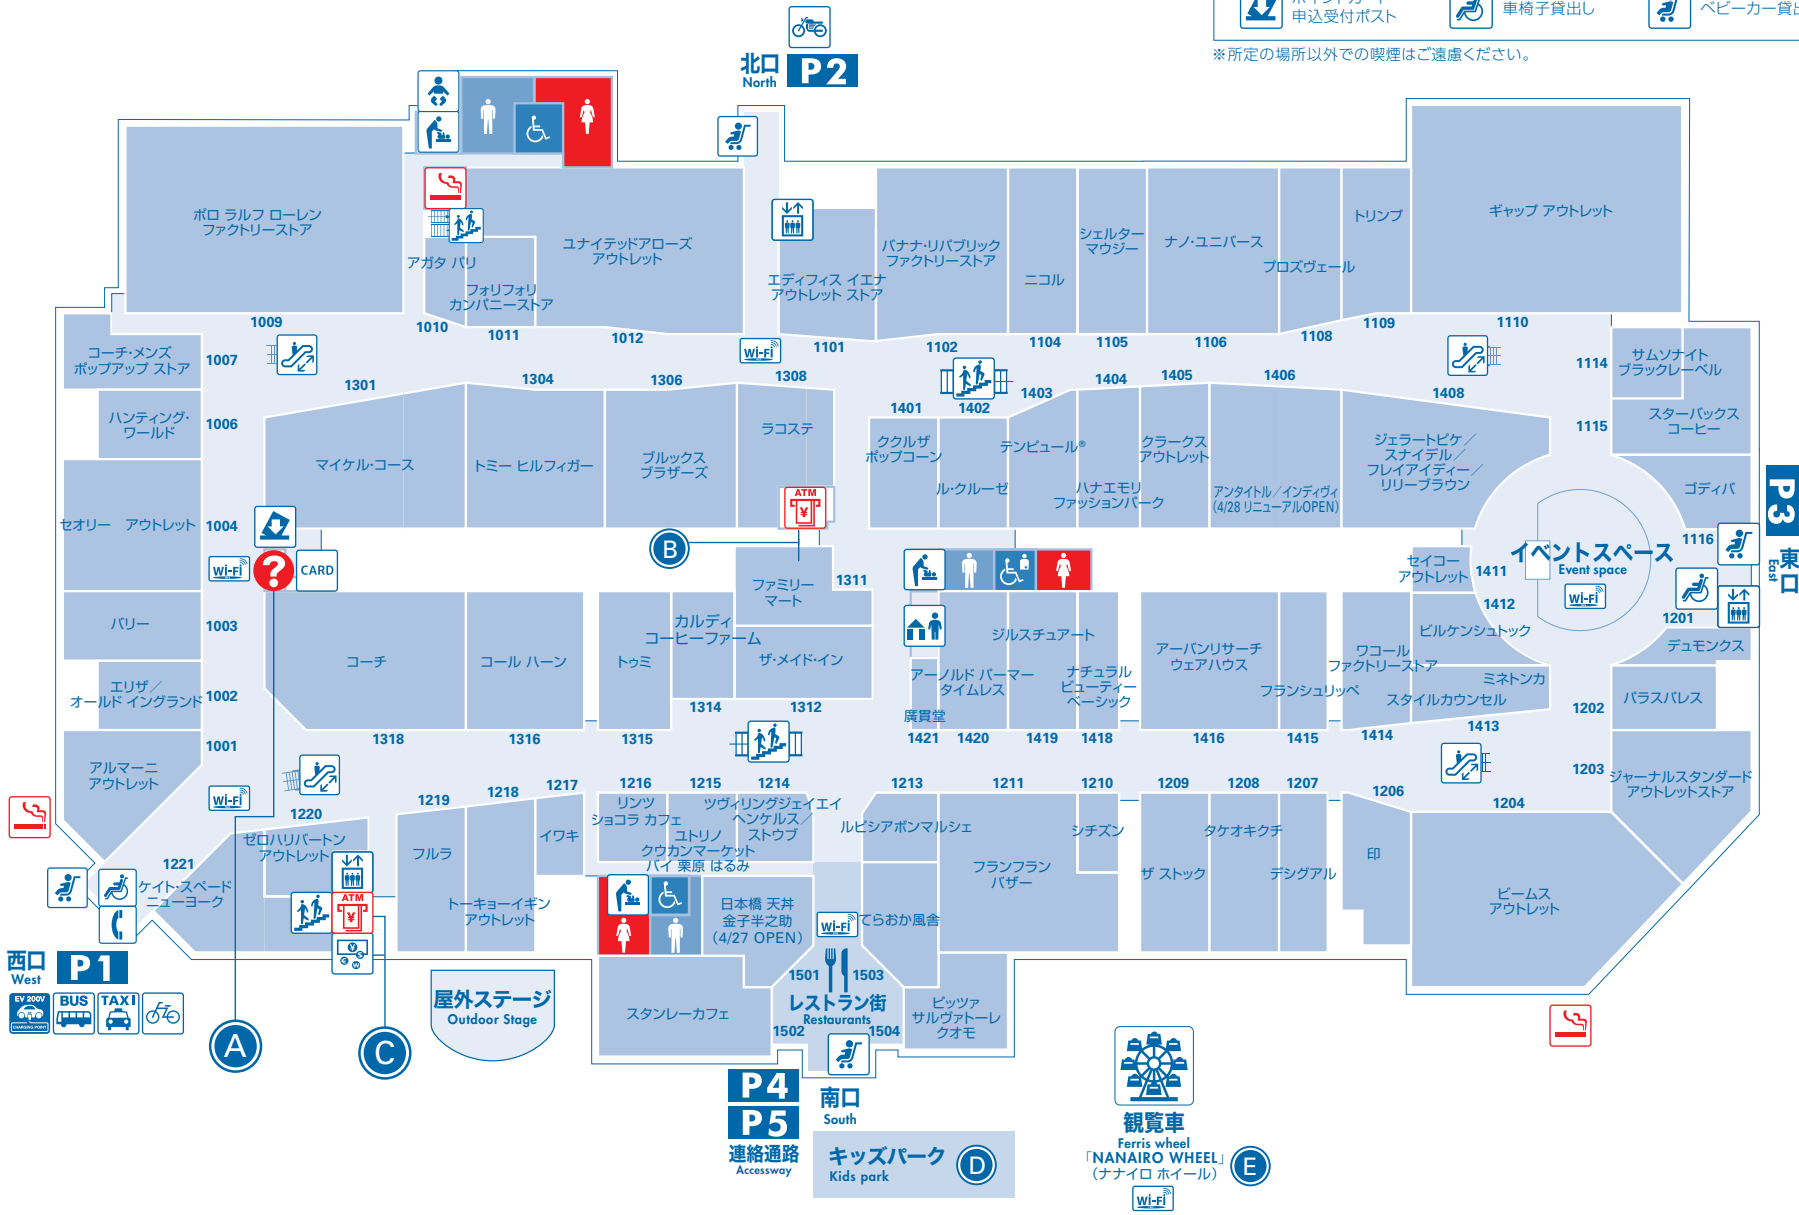 申込受付ポスト
車椅子貸出し
※所定の場所以外での喫煙はご遠慮ください。
北口
North
P2
ポロ ラルフ ローレン
ファクトリーストア
アガタ パリ
フォリフォリ
カンパニーストア
ユナイテッドアローズ
アウトレット
エディフィス イエナ
アウトレット ストア
バナナ・リパブリック
ファクトリーストア
ニコル
シェルター
マウジー
ナノ・ユニバース
プロズヴェール
トリンプ
ギャップ アウトレット
1009
1010
1011
1012
1101
1102
1104
1105
1106
1108
1109
1110
Wi-Fi
コーチ・メンズ
ポップアップ ストア
1007
ハンティング・
ワールド
1006
セオリー アウトレット
1004
バリー
1003
エリザ/
オールド イングランド
1002
アルマーニ
アウトレット
1001
1301
1304
1306
1308
マイケル・コース
トミー ヒルフィガー
ブルックス
ブラザーズ
ラコステ
ATM
¥
B
1401
1402
1403
1404
1405
1406
1408
ククルザ
ポップコーン
ル・クルーゼ
テンピュール®
ハナエモリ
ファッションパーク
クラークス
アウトレット
アンタイトル/インディヴィ
(4/28 リニューアルOPEN)
ジェラートピケ/
スナイデル/
フレイアイディー/
リリーブラウン
1114
サムソナイト
ブラックレーベル
1115
スターバックス
コーヒー
ゴディバ
1116
P3
東口
East
イベントスペース
Event space
Wi-Fi
セイコー
アウトレット
1411
1412
ビルケンシュトック
ミネトンカ
1201
デュモンクス
1202
パラスパレス
1203
ジャーナルスタンダード
アウトレットストア
Wi-Fi
?
CARD
コーチ
コール ハーン
トゥミ
カルディ
コーヒーファーム
ファミリー
マート
1311
ザ・メイド・イン
1318
1316
1315
1314
1312
廣貫堂
アーノルド パーマー
タイムレス
ジルスチュアート
ナチュラル
ビューティー
ベーシック
アーバンリサーチ
ウェアハウス
フランシュリッペ
ワコール
ファクトリーストア
スタイルカウンセル
1421
1420
1419
1418
1416
1415
1414
1413
Wi-Fi
1221
1220
1219
1218
1217
1216
1215
1214
1213
1211
1210
1209
1208
1207
1206
1204
ケイト・スペード
ニューヨーク
ゼロハリバートン
アウトレット
フルラ
トーキョーイギン
アウトレット
イワキ
リンツ
ショコラ カフェ
ユトリノ
クウカンマーケット
バイ 栗原 はるみ
ツヴィリングジェイエイ
ヘンケルス/
ストウブ
ルピシアボンマルシェ
フランフラン
バザー
シチズン
ザ ストック
タケオキクチ
デシグアル
印
ビームス
アウトレット
ATM
¥
日本橋 天丼
金子半之助
(4/27 OPEN)
Wi-Fi
てらおか風舎
1501
1503
レストラン街
Restaurants
1502
1504
スタンレーカフェ
ピッツァ
サルヴァトーレ
クオモ
西口
West
P1
EV 200V
CHARGING POINT
BUS
TAXI
A
C
屋外ステージ
Outdoor Stage
P4
P5
連絡通路
Accessway
南口
South
キッズパーク
Kids park
D
観覧車
Ferris wheel
「NANAIRO WHEEL」
(ナナイロ ホイール)
E
Wi-Fi